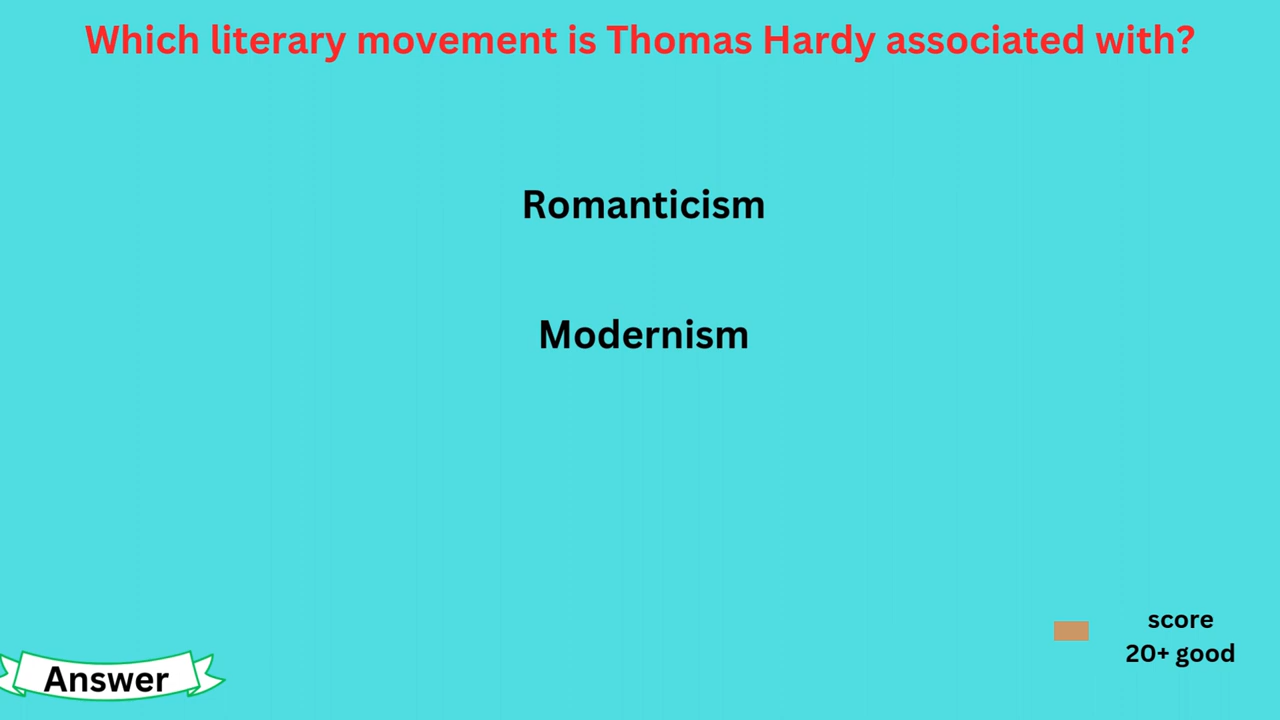 Which literary movement is Thomas Hardy associated with?
Romanticism
Modernism
score
20+ good
Answer